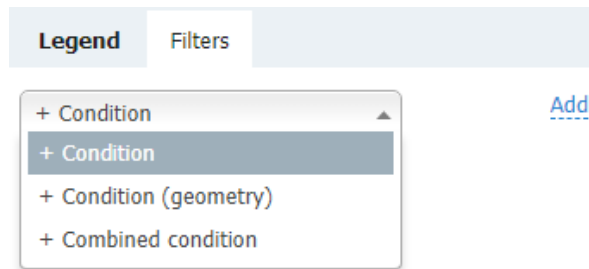 Legend Filters
+ Condition Add
+ Condition
+ Condition (geometry)
+ Combined condition